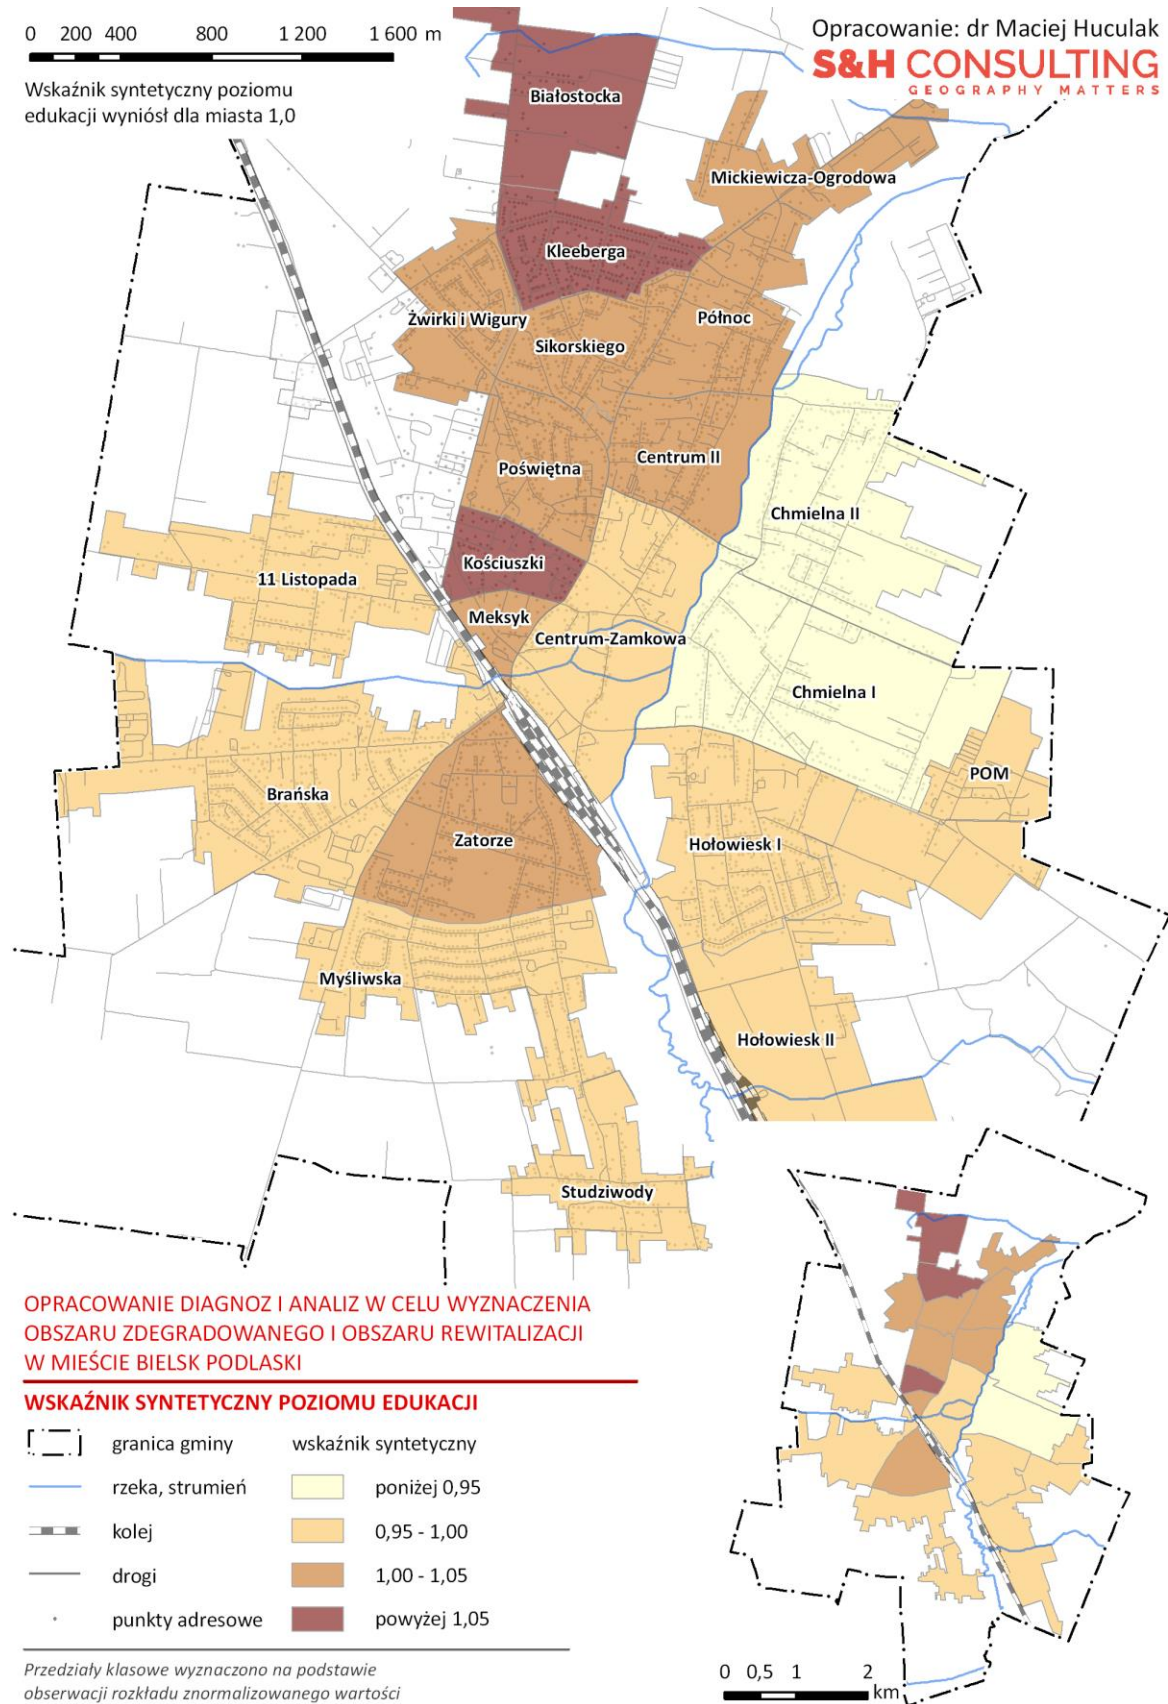 0 200 400 800 1 200 1 600 m
Wskaźnik syntetyczny poziomu
edukacji wyniósł dla miasta 1,0
Opracowanie: dr Maciej Huculak
S&H CONSULTING
GEOGRAPHY MATTERS
Białostocka
Mickiewicza-Ogrodowa
Kleeberga
Żwirki i Wigury
Północ
Sikorskiego
Poświętna
Centrum II
Chmielna II
Kościuszki
11 Listopada
Meksyk
Centrum-Zamkowa
Chmielna I
POM
Brańska
Zatorze
Hołowiesk I
Myśliwska
Hołowiesk II
Studziwody
OPRACOWANIE DIAGNOZ I ANALIZ W CELU WYZNACZENIA
OBSZARU ZDEGRADOWANEGO I OBSZARU REWITALIZACJI
W MIEŚCIE BIELSK PODLASKI
WSKAŹNIK SYNTETYCZNY POZIOMU EDUKACJI
granica gminy wskaźnik syntetyczny
rzeka, strumień poniżej 0,95
kolej 0,95 - 1,00
drogi 1,00 - 1,05
punkty adresowe powyżej 1,05
Przedziały klasowe wyznaczono na podstawie
obserwacji rozkładu znormalizowanego wartości
0 0,5 1 2
km